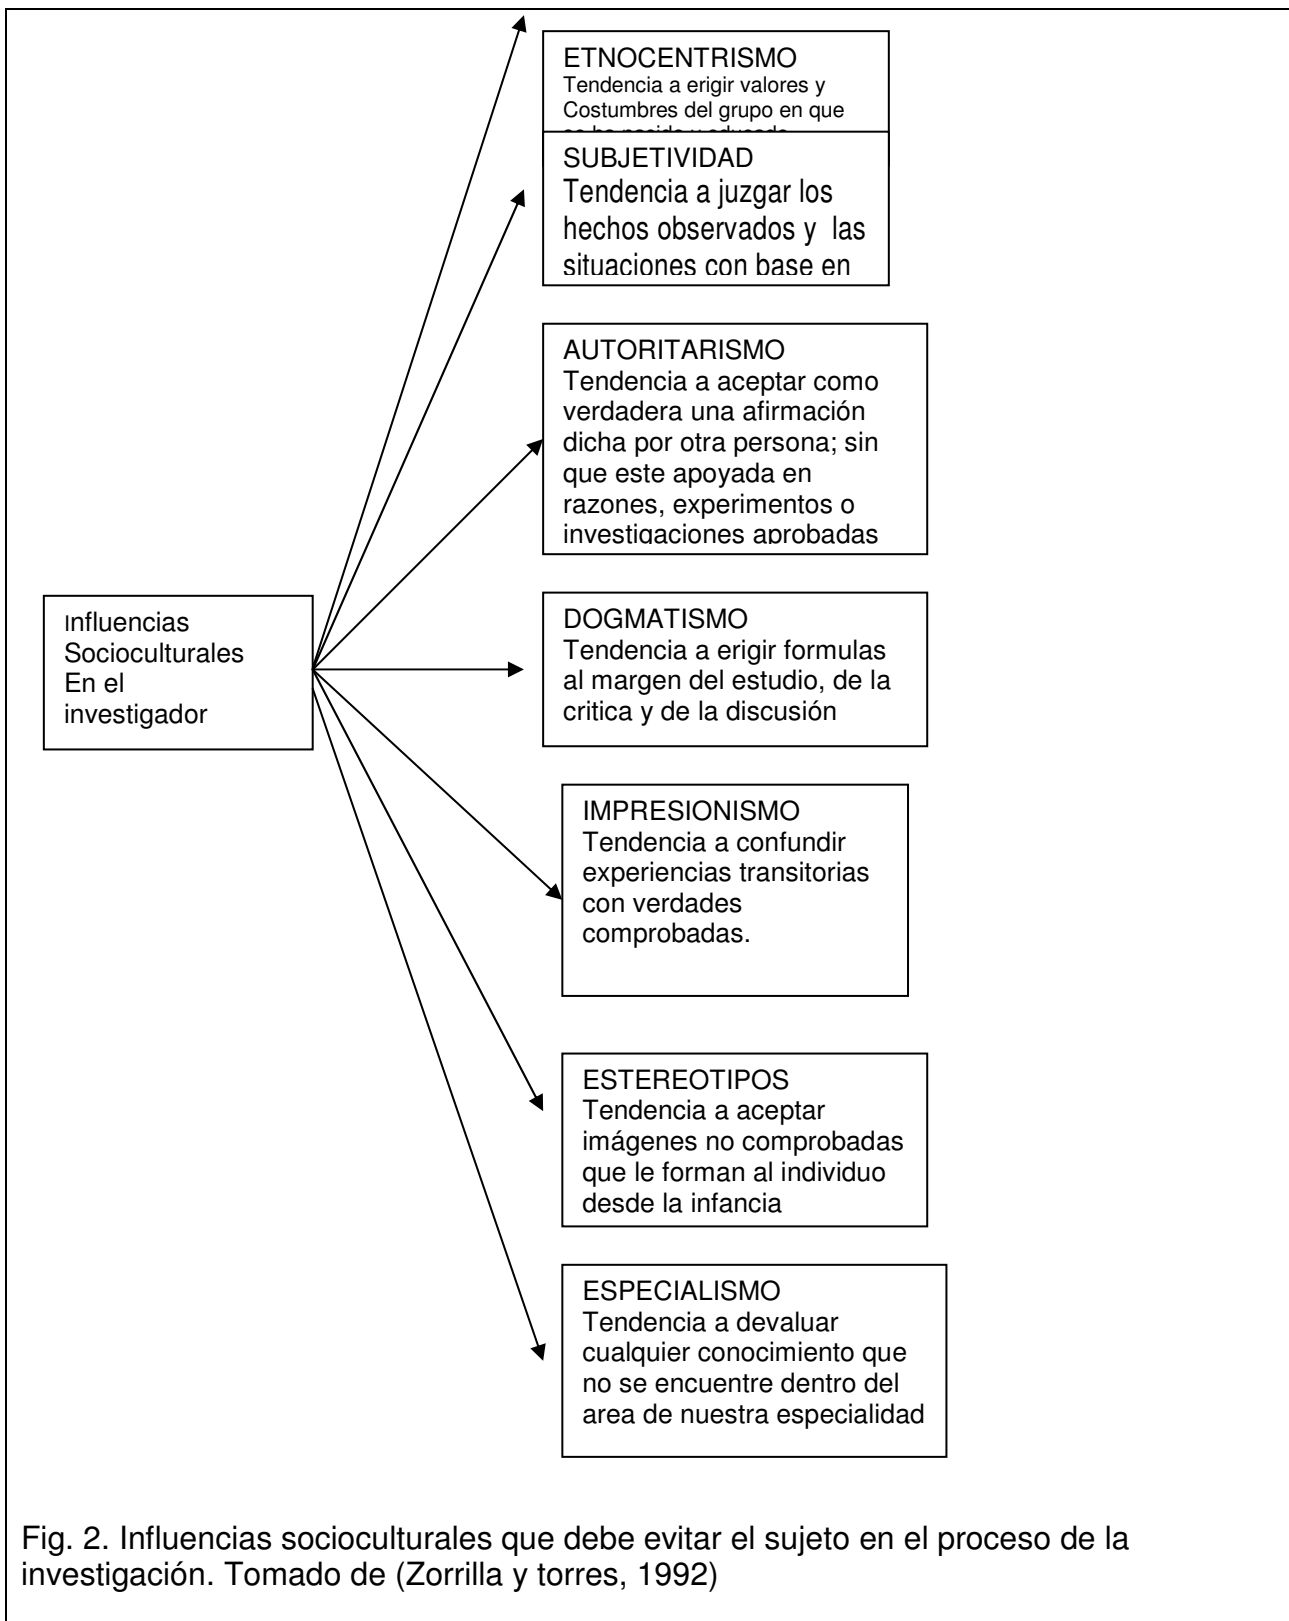 ETNOCENTRISMO
Tendencia a erigir valores y
Costumbres del grupo en que
se ha nacido y educado
SUBJETIVIDAD
Tendencia a juzgar los
hechos observados y  las
situaciones con base en
AUTORITARISMO
Tendencia a aceptar como
verdadera una afirmación
dicha por otra persona; sin
que este apoyada en
razones, experimentos o
investigaciones aprobadas
Influencias
Socioculturales
En el
investigador
DOGMATISMO
Tendencia a erigir formulas
al margen del estudio, de la
critica y de la discusión
IMPRESIONISMO
Tendencia a confundir
experiencias transitorias
con verdades
comprobadas.
ESTEREOTIPOS
Tendencia a aceptar
imágenes no comprobadas
que le forman al individuo
desde la infancia
ESPECIALISMO
Tendencia a devaluar
cualquier conocimiento que
no se encuentre dentro del
area de nuestra especialidad
Fig. 2. Influencias socioculturales que debe evitar el sujeto en el proceso de la
investigación. Tomado de (Zorrilla y torres, 1992)